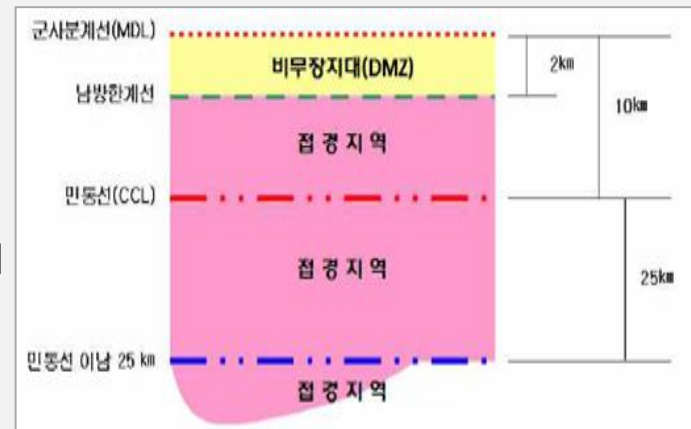 군사분계선(MDL)
비무장지대(DMZ)
2㎞
남방한계선
10㎞
접 경 지 역
민통선(CCL)
접 경 지 역
25㎞
민통선 이남 25 ㎞
접 경 지 역